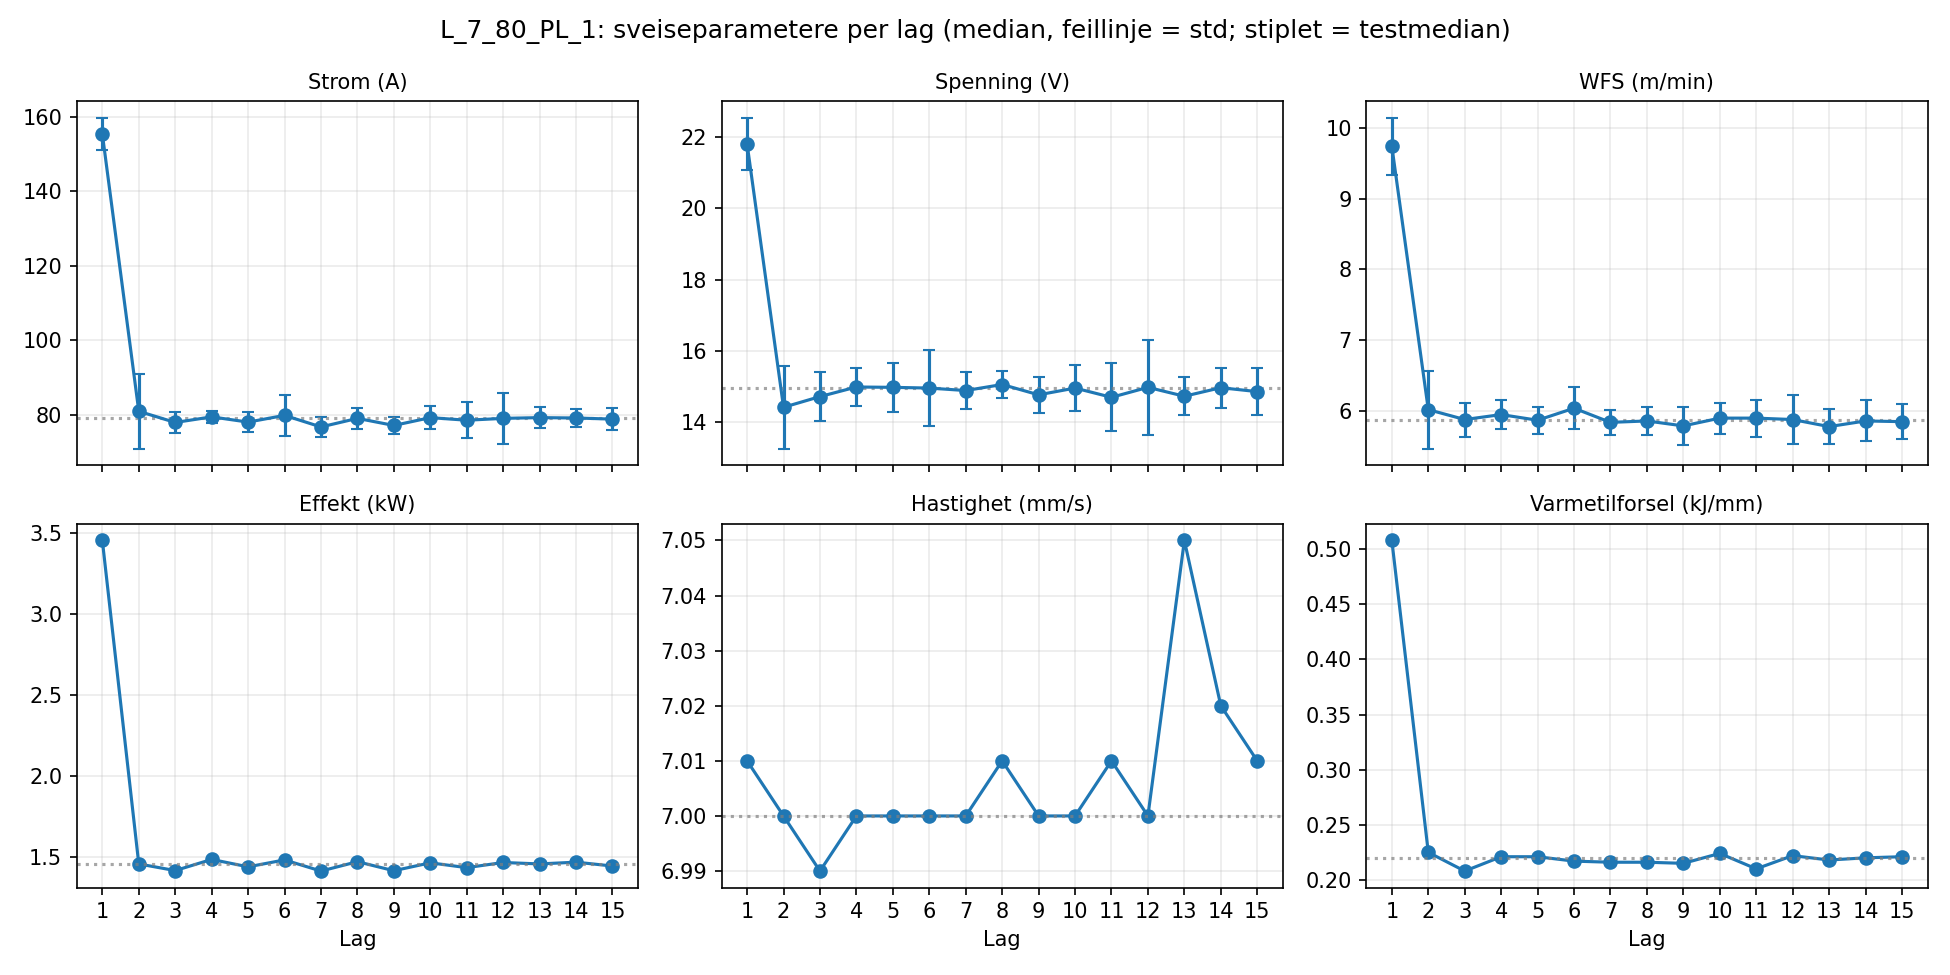 L_7_80_PL_1: sveiseparametere per lag (median, feillinje = std; stiplet = testmedian)
Strom (A)
160
140
120
100
80
Spenning (V)
22
20
18
16
14
WFS (m/min)
10
9
8
7
6
Effekt (kW)
3.5
3.0
2.5
2.0
1.5
1 2 3 4 5 6 7 8 9 10 11 12 13 14 15
Lag
Hastighet (mm/s)
7.05
7.04
7.03
7.02
7.01
7.00
6.99
1 2 3 4 5 6 7 8 9 10 11 12 13 14 15
Lag
Varmetilforsel (kJ/mm)
0.50
0.45
0.40
0.35
0.30
0.25
0.20
1 2 3 4 5 6 7 8 9 10 11 12 13 14 15
Lag